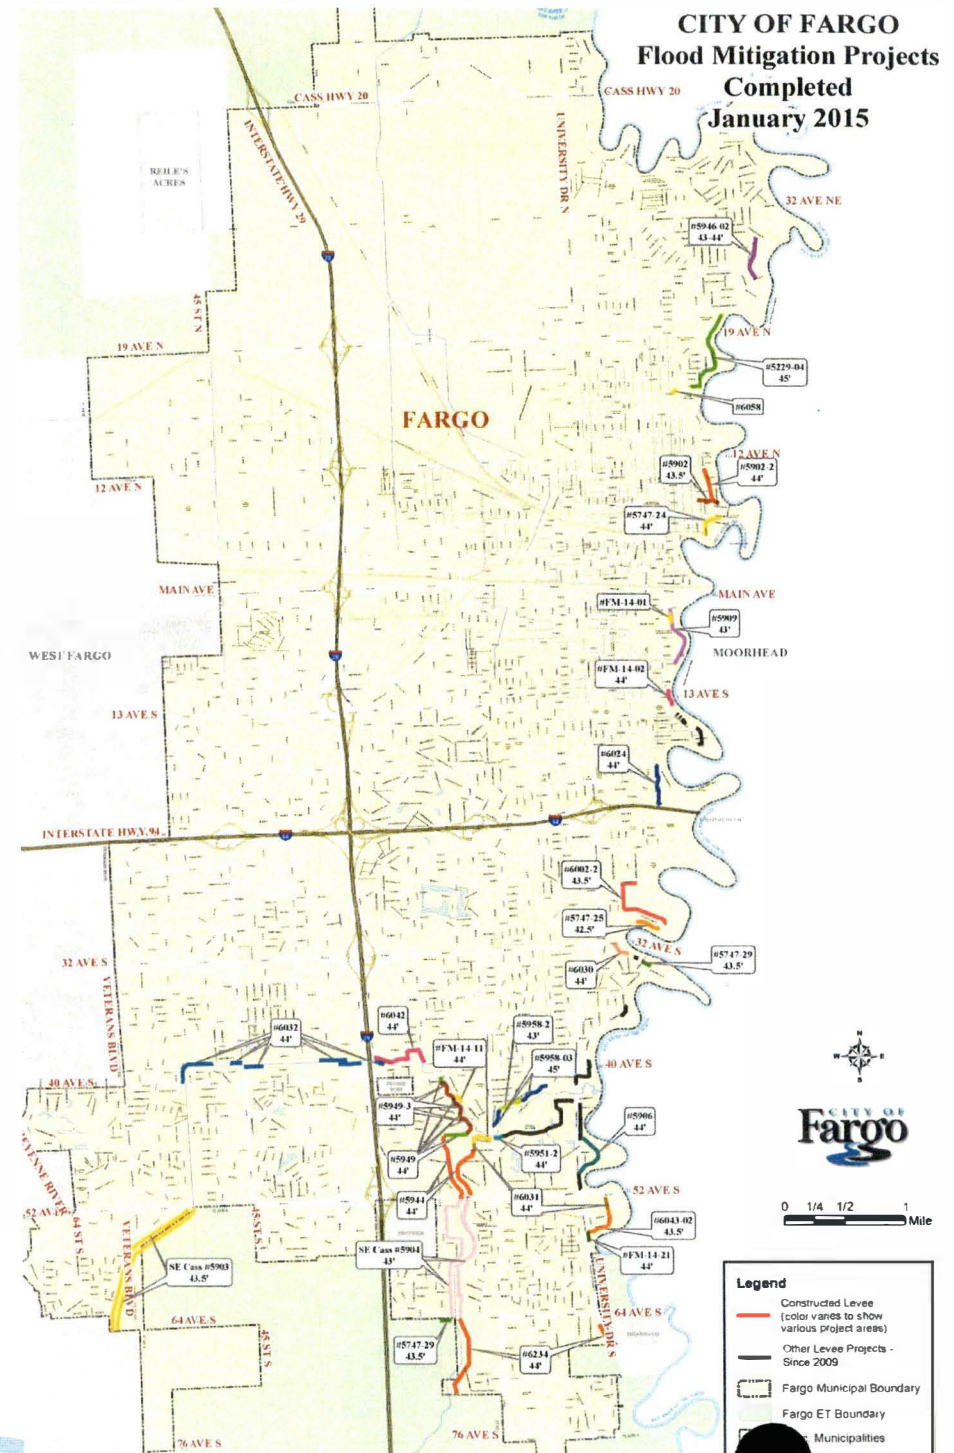 CITY OF FARGO
Flood Mitigation Projects
Completed
January 2015
CASS HWY 20
CASS HWY 20
INTERSTATE HWY 29
UNIVERSITY DR N
REILE'S
ACRES
32 AVE NE
#5946-02
43-44'
45 ST N
19 AVE N
19 AVE N
#5229-04
45'
#6058
FARGO
12 AVE N
#5902
43.5'
#5902-2
44'
12 AVE N
#5747-24
44'
MAIN AVE
MAIN AVE
#FM-14-01
#5909
43'
WEST FARGO
MOORHEAD
#FM-14-02
44'
13 AVE S
13 AVE S
#6024
44'
INTERSTATE HWY 94
#6002-2
43.5'
#5747-25
42.5'
32 AVE S
32 AVE S
#5747-29
43.5'
#6030
44'
VETERANS BLVD
#6042
44'
#6032
44'
#5958-2
43'
#FM-14-11
44'
#5958-03
45'
40 AVE S
40 AVE S
#5949-3
44'
#5906
44'
#5949
44'
#5951-2
44'
#5944
44'
#6031
44'
52 AVE S
52 AVE S
64 ST S
VETERANS BLVD
45 ST S
#6043-02
43.5'
SE Cass #5904
43'
#FM-14-21
44'
SE Cass #5903
43.5'
UNIVERSITY DR S
64 AVE S
64 AVE S
45 ST S
#5747-29
43.5'
#6234
44'
76 AVE S
76 AVE S
N
W E
S
CITY OF
Fargo
0 1/4 1/2 1
Mile
Legend
Constructed Levee
(color varies to show
various project areas)
Other Levee Projects -
Since 2009
Fargo Municipal Boundary
Fargo ET Boundary
Municipalities